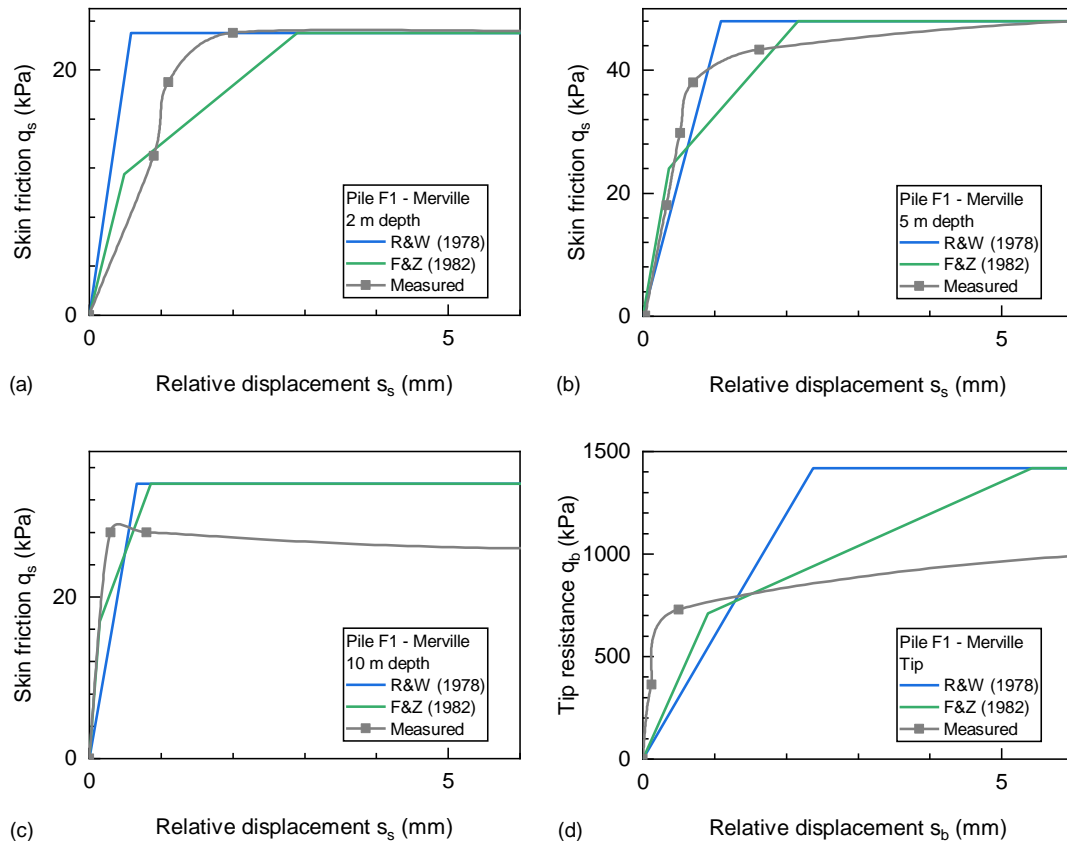 Skin friction q_s (kPa)
20
0
0
5
Relative displacement s_s (mm)
Pile F1 - Merville
2 m depth
R&W (1978)
F&Z (1982)
Measured
(a)
Skin friction q_s (kPa)
40
20
0
0
5
Relative displacement s_s (mm)
Pile F1 - Merville
5 m depth
R&W (1978)
F&Z (1982)
Measured
(b)
Skin friction q_s (kPa)
20
0
0
5
Relative displacement s_s (mm)
Pile F1 - Merville
10 m depth
R&W (1978)
F&Z (1982)
Measured
(c)
Tip resistance q_b (kPa)
1500
1000
500
0
0
5
Relative displacement s_b (mm)
Pile F1 - Merville
Tip
R&W (1978)
F&Z (1982)
Measured
(d)